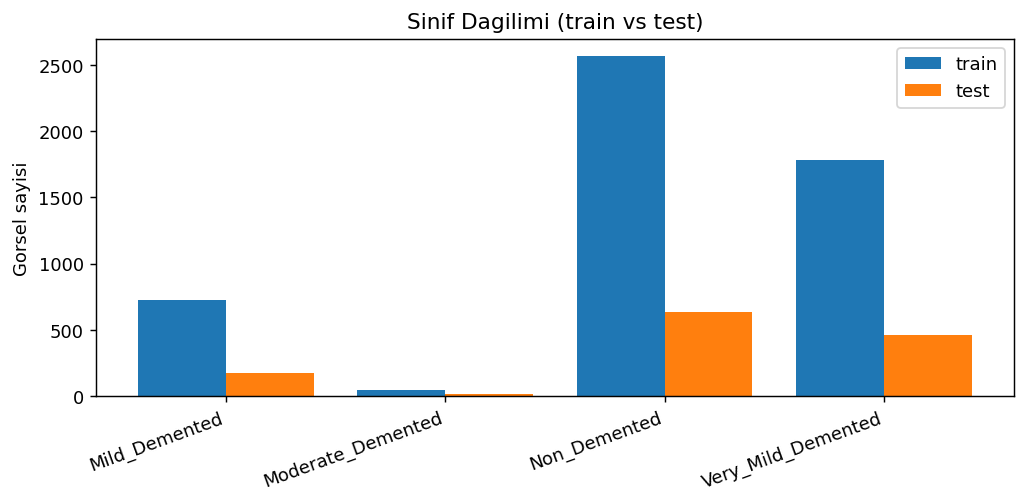 Sinif Dagilimi (train vs test)
train
test
Gorsel sayisi
2500
2000
1500
1000
500
0
Mild_Demented
Moderate_Demented
Non_Demented
Very_Mild_Demented